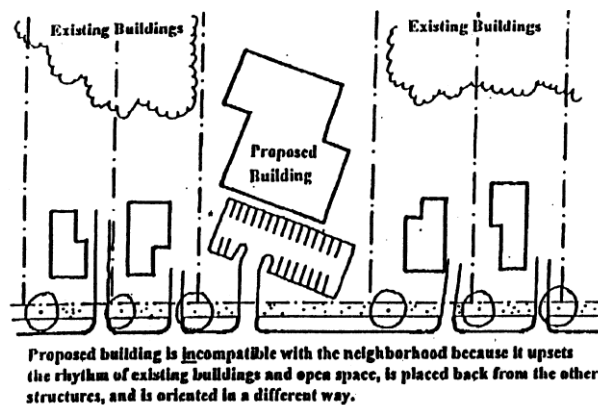 Existing Buildings
Existing Buildings
Proposed
Building
Proposed building is incompatible with the neighborhood because it upsets
the rhythm of existing buildings and open space, is placed back from the other
structures, and is oriented in a different way.